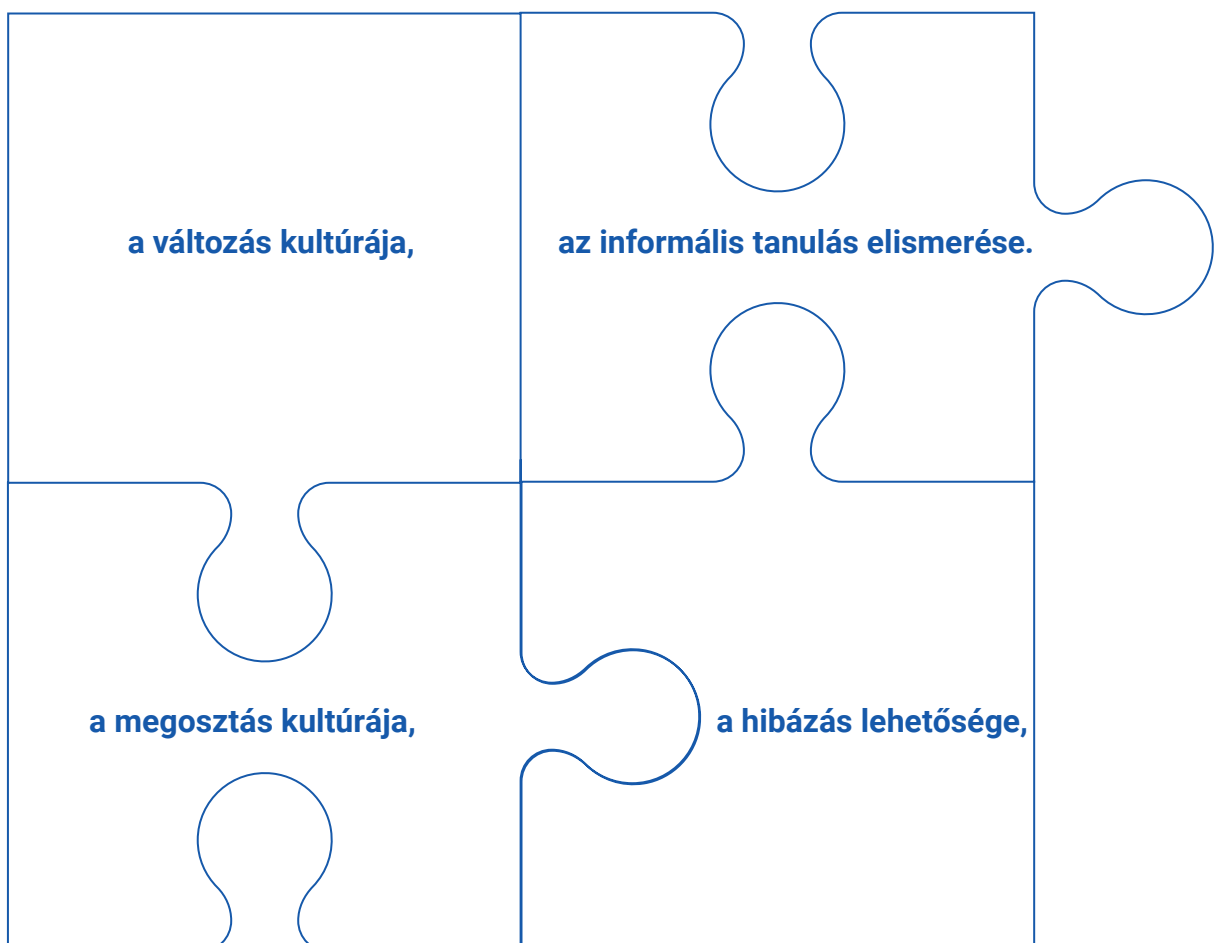 a változás kultúrája,
az informális tanulás elismerése.
a megosztás kultúrája,
a hibázás lehetősége,